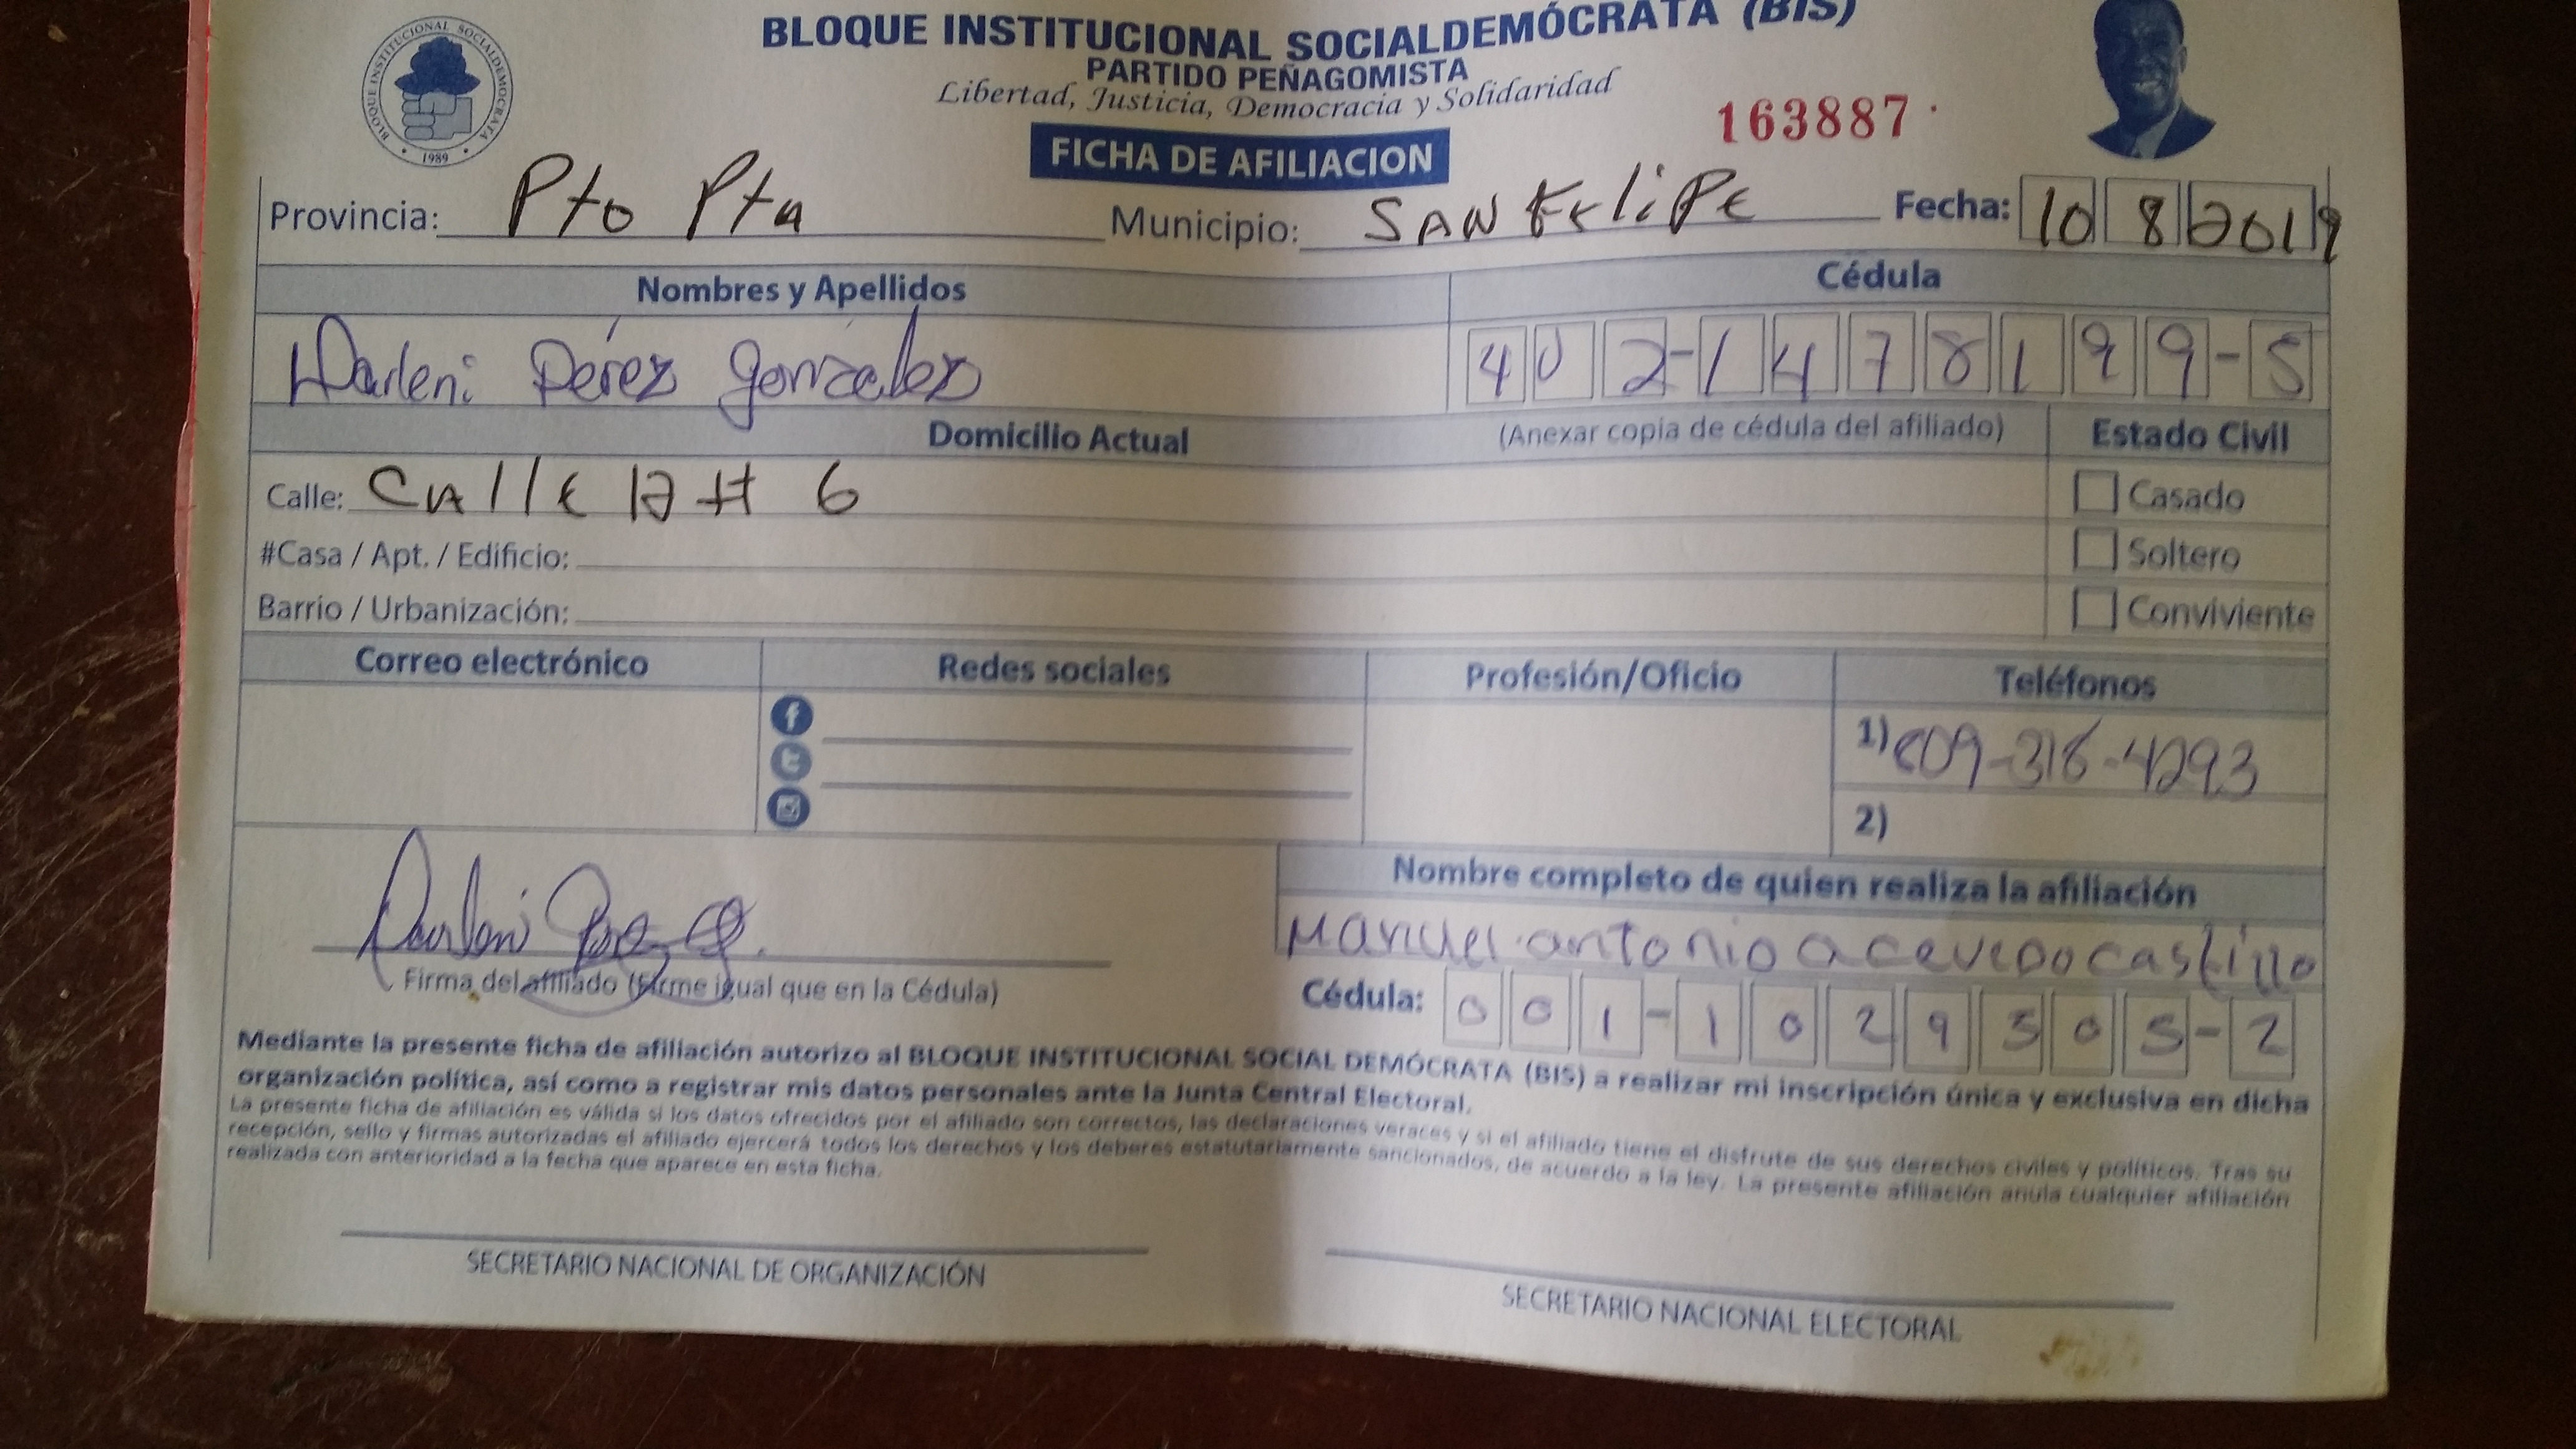 BLOQUE INSTITUCIONAL SOCIALDEMÓCRATA (BIS)
PARTIDO PEÑAGOMISTA
Libertad, Justicia, Democracia y Solidaridad
BLOQUE INSTITUCIONAL SOCIALDEMOCRATA
1989
163887
FICHA DE AFILIACION
Provincia: Pto Pta Municipio: SAN FEliPE Fecha: 10 8 2019
Nombres y Apellidos Cédula
Darleni Pérez González 402-1478199-5
Domicilio Actual (Anexar copia de cédula del afiliado) Estado Civil
Calle: CAllE 12 # 6 Casado
#Casa / Apt. / Edificio: Soltero
Barrio / Urbanización: Conviviente
Correo electrónico Redes sociales Profesión/Oficio Teléfonos
1) 809-316-4293
2)
Nombre completo de quien realiza la afiliación
Darleni Perez G. Manuel antonio acevedo castillo
Firma del afiliado (Firme igual que en la Cédula) Cédula: 001-1029305-2
Mediante la presente ficha de afiliación autorizo al BLOQUE INSTITUCIONAL SOCIAL DEMÓCRATA (BIS) a realizar mi inscripción única y exclusiva en dicha
organización política, así como a registrar mis datos personales ante la Junta Central Electoral.
La presente ficha de afiliación es válida si los datos ofrecidos por el afiliado son correctos, las declaraciones veraces y si el afiliado tiene el disfrute de sus derechos civiles y políticos. Tras su
recepción, sello y firmas autorizadas el afiliado ejercerá todos los derechos y los deberes estatutariamente sancionados, de acuerdo a la ley. La presente afiliación anula cualquier afiliación
realizada con anterioridad a la fecha que aparece en esta ficha.
SECRETARIO NACIONAL DE ORGANIZACIÓN SECRETARIO NACIONAL ELECTORAL